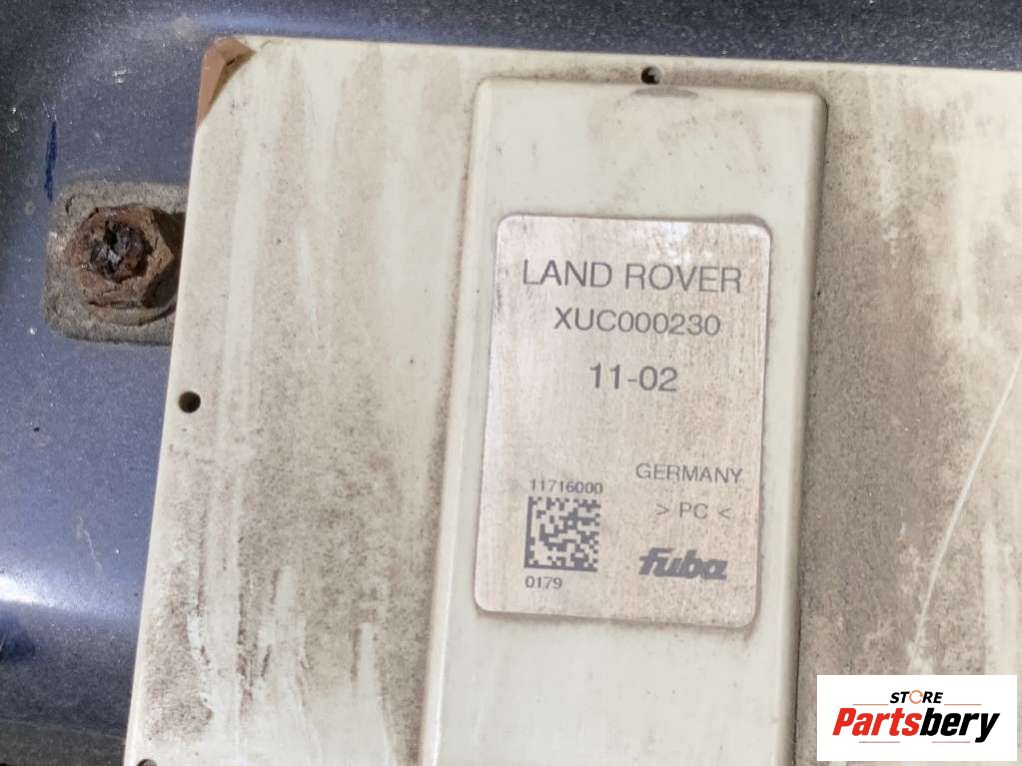 LAND ROVER
XUC000230
11-02
GERMANY
11716000
> PC <
fuba
0179
STORE
Partsbery